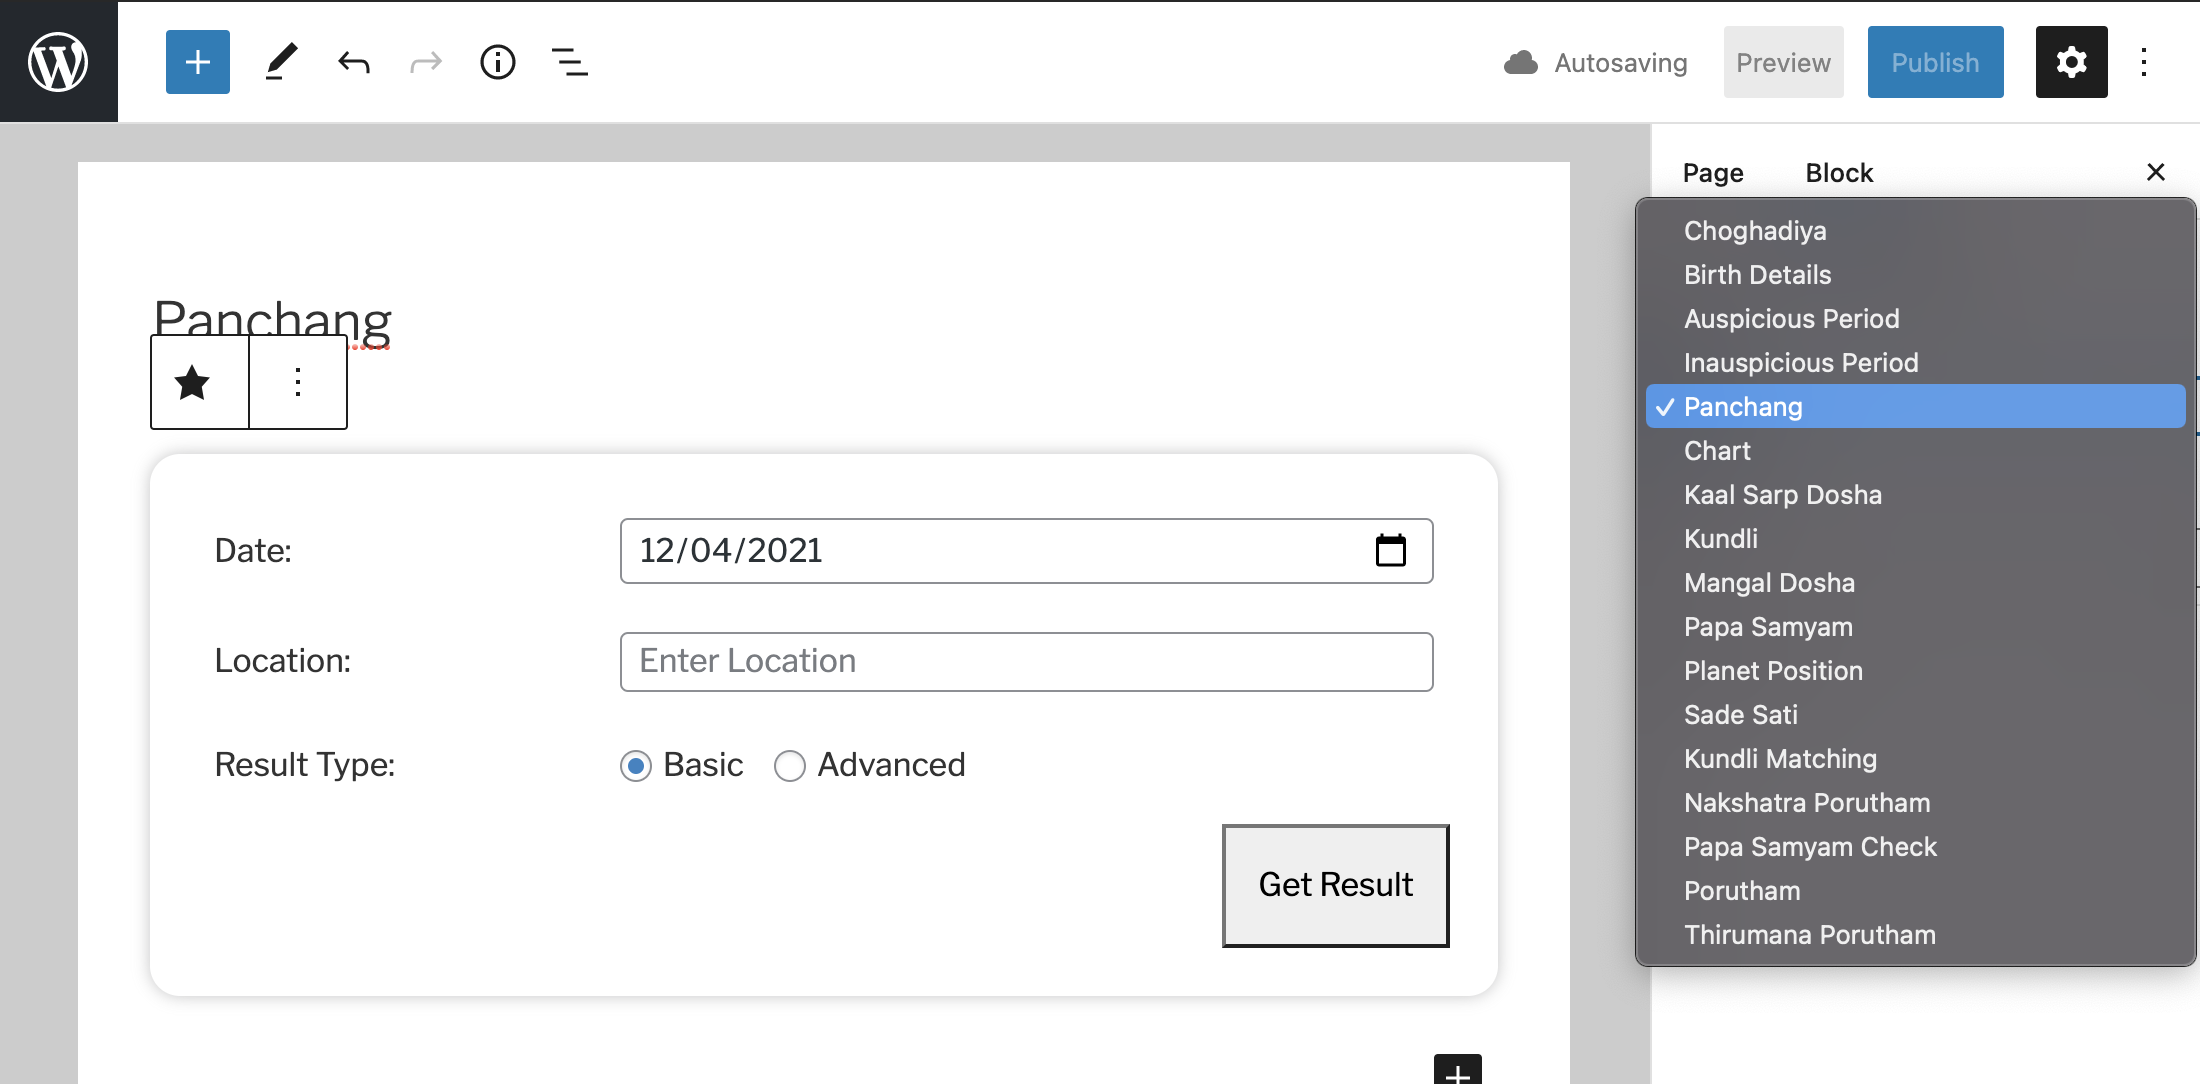 Autosaving Preview Publish
Page Block
Panchang
Date: 12/04/2021
Location: Enter Location
Result Type: Basic Advanced
Get Result
Choghadiya
Birth Details
Auspicious Period
Inauspicious Period
Panchang
Chart
Kaal Sarp Dosha
Kundli
Mangal Dosha
Papa Samyam
Planet Position
Sade Sati
Kundli Matching
Nakshatra Porutham
Papa Samyam Check
Porutham
Thirumana Porutham